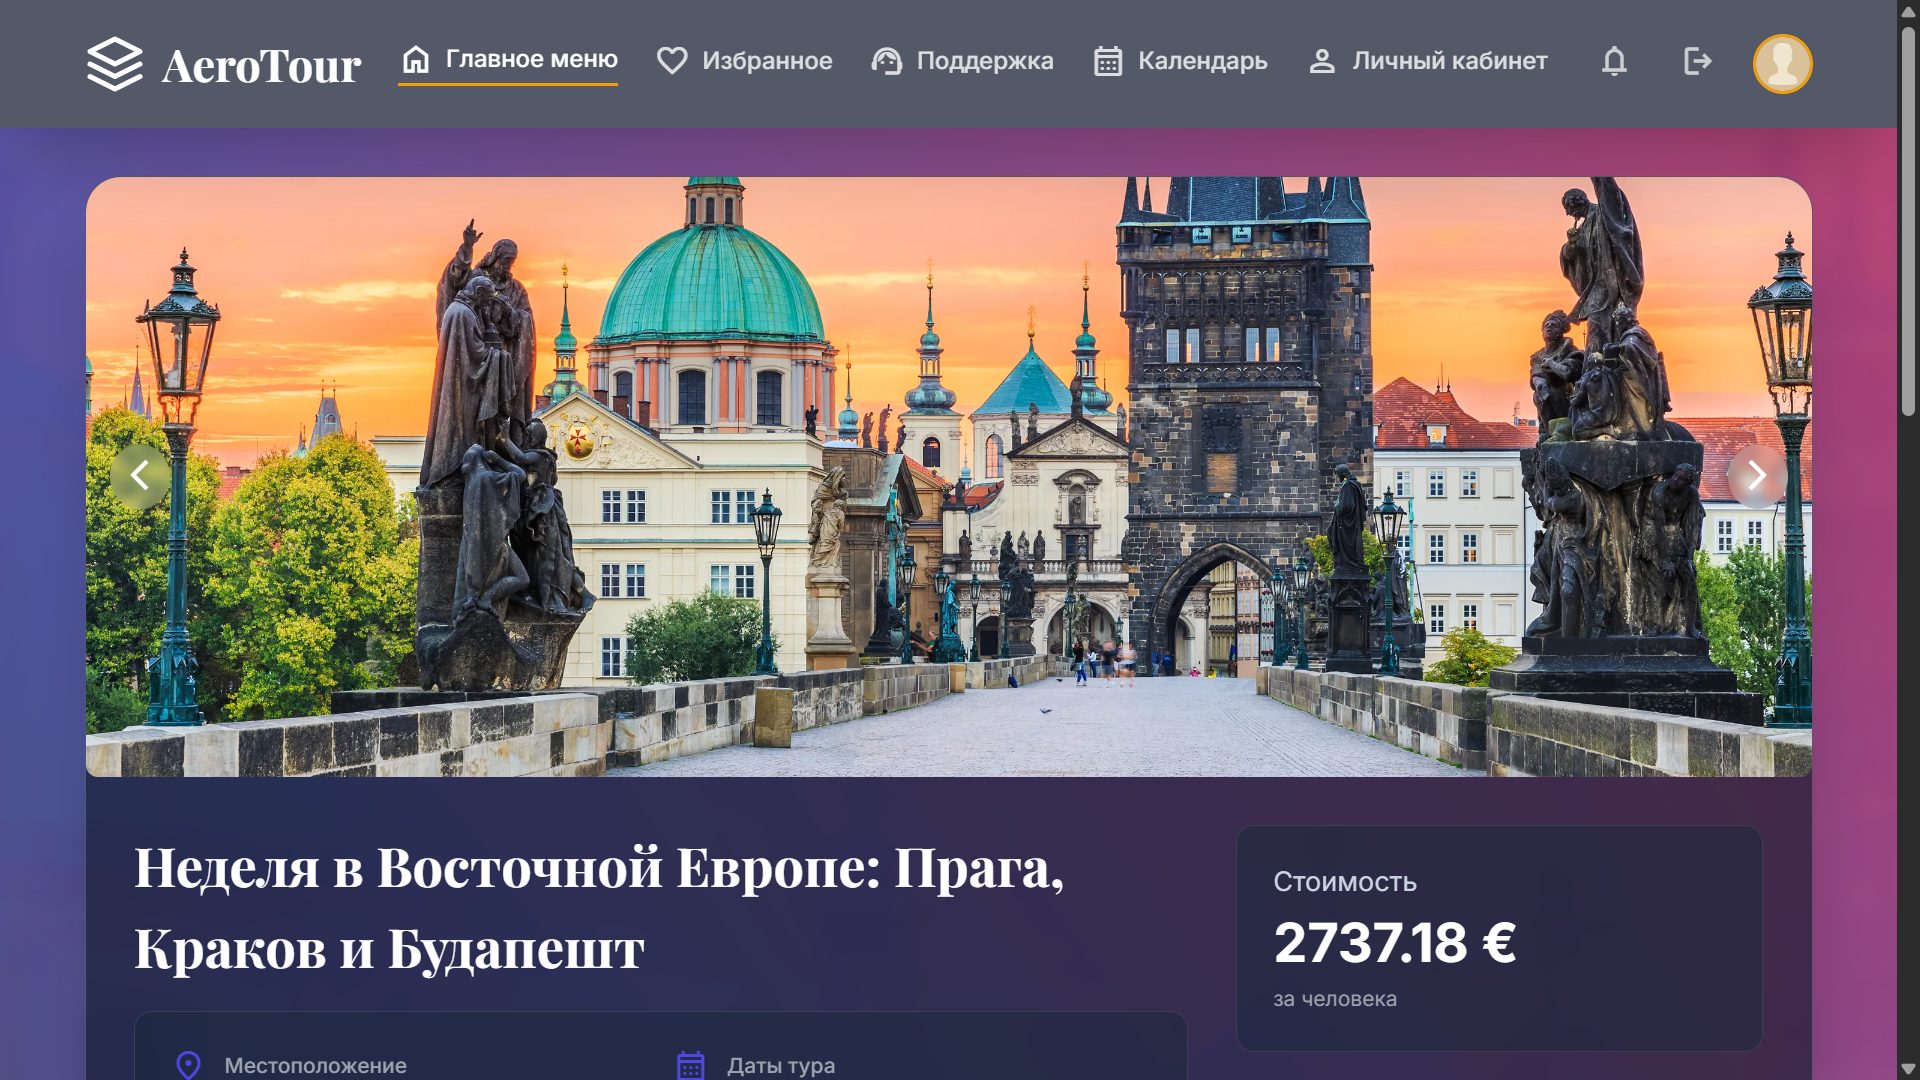 AeroTour
Главное меню
Избранное
Поддержка
Календарь
Личный кабинет
Неделя в Восточной Европе: Прага,
Краков и Будапешт
Стоимость
2737.18 €
за человека
Местоположение
Даты тура